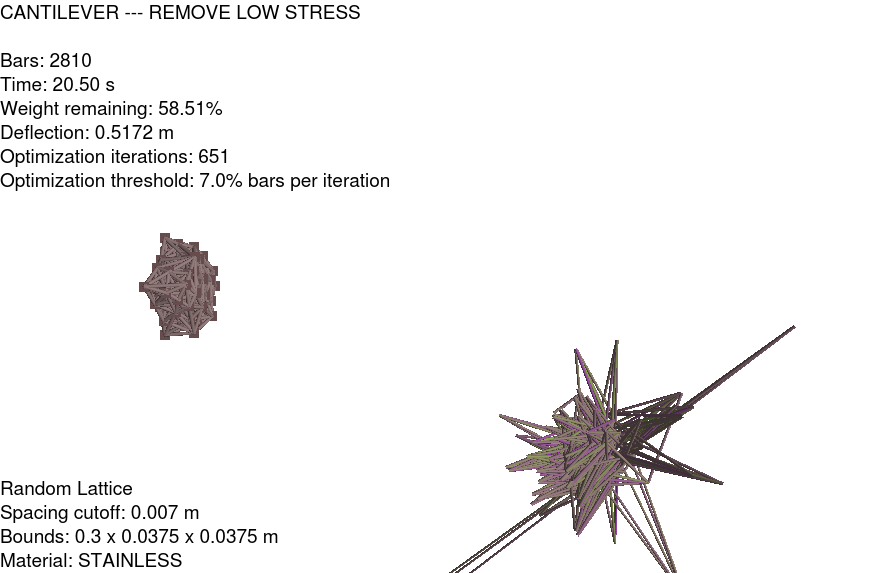 CANTILEVER --- REMOVE LOW STRESS
Bars: 2810
Time: 20.50 s
Weight remaining: 58.51%
Deflection: 0.5172 m
Optimization iterations: 651
Optimization threshold: 7.0% bars per iteration
Random Lattice
Spacing cutoff: 0.007 m
Bounds: 0.3 x 0.0375 x 0.0375 m
Material: STAINLESS